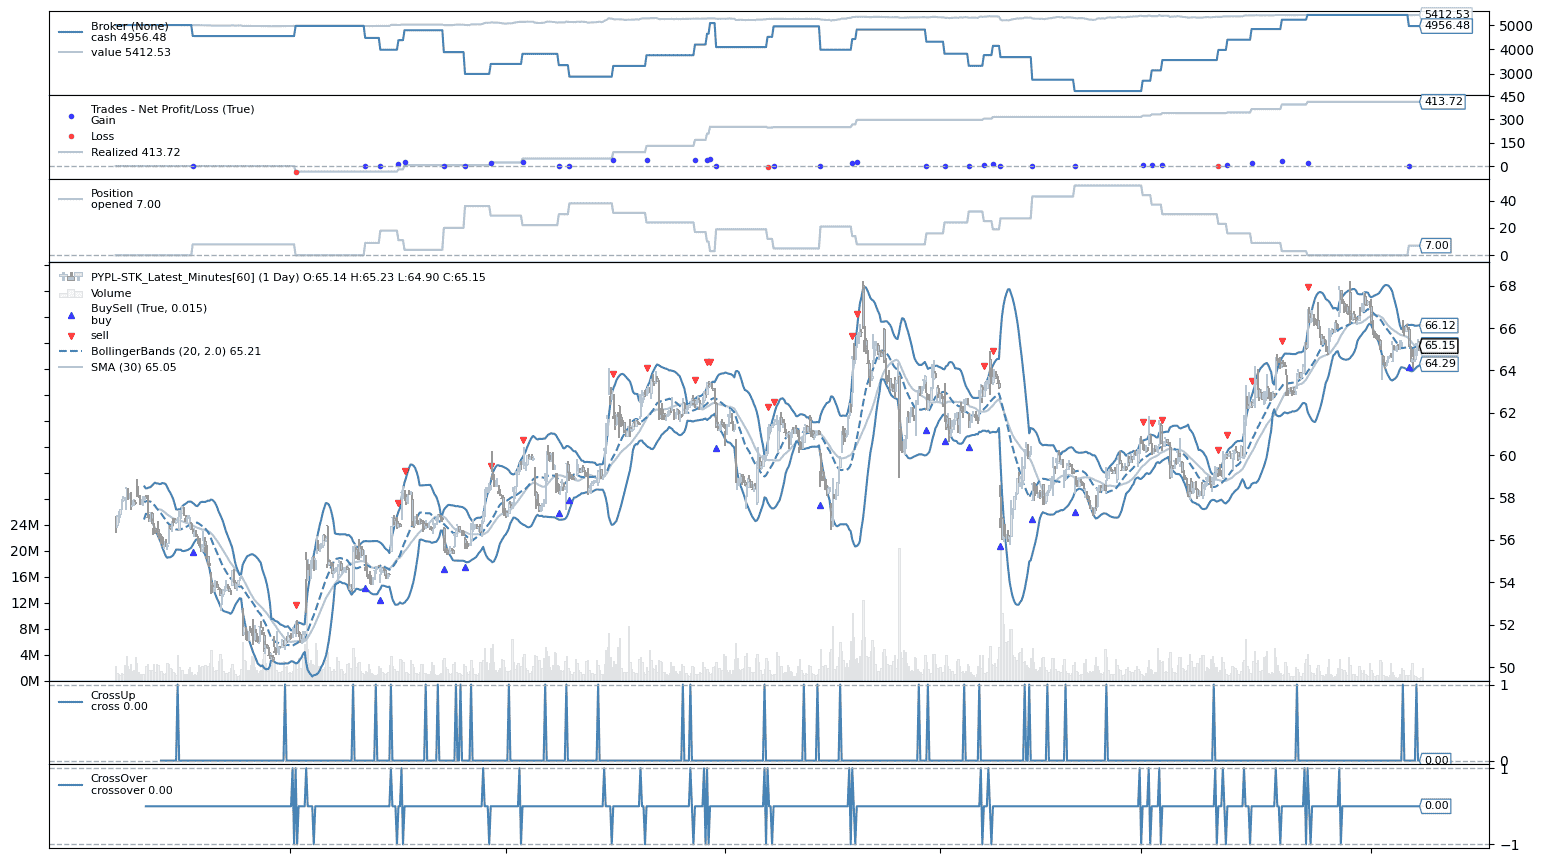 Broker (None)
cash 4956.48
value 5412.53
5412.53
4956.48
5000
4000
3000
Trades - Net Profit/Loss (True)
Gain
Loss
Realized 413.72
413.72
450
300
150
0
Position
opened 7.00
7.00
40
20
0
PYPL-STK_Latest_Minutes[60] (1 Day) O:65.14 H:65.23 L:64.90 C:65.15
Volume
BuySell (True, 0.015)
buy
sell
BollingerBands (20, 2.0) 65.21
SMA (30) 65.05
24M
20M
16M
12M
8M
4M
0M
66.12
65.15
64.29
68
66
64
62
60
58
56
54
52
50
CrossUp
cross 0.00
0.00
1
0
CrossOver
crossover 0.00
0.00
1
−1